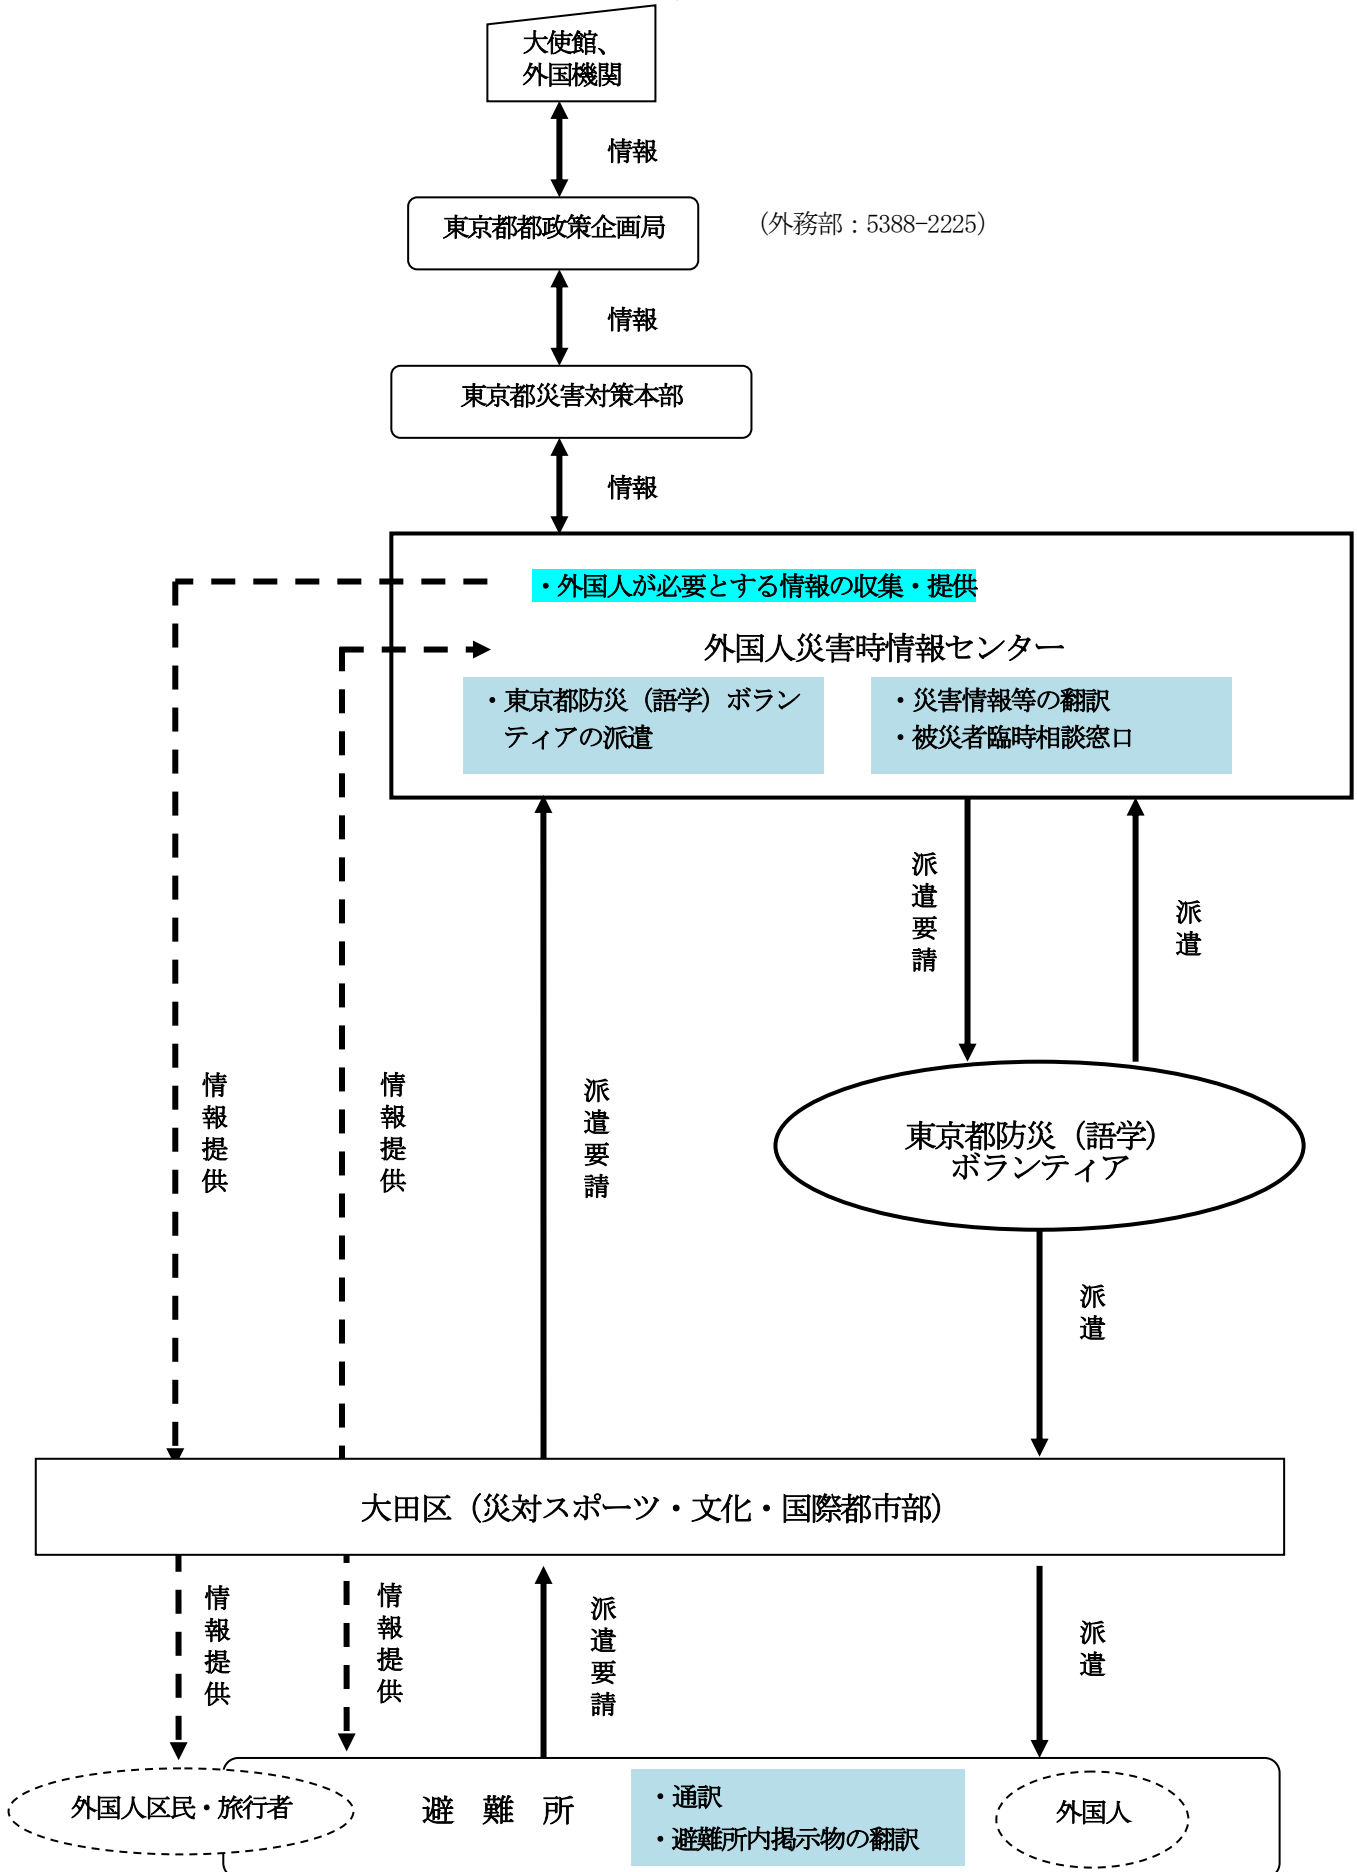 大使館、
外国機関
情報
東京都都政策企画局
（外務部：5388-2225）
情報
東京都災害対策本部
情報
・外国人が必要とする情報の収集・提供
外国人災害時情報センター
・東京都防災（語学）ボラン
ティアの派遣
・災害情報等の翻訳
・被災者臨時相談窓口
派遣要請
派遣
情報提供
情報提供
派遣要請
東京都防災（語学）
ボランティア
派遣
大田区（災対スポーツ・文化・国際都市部）
情報提供
情報提供
派遣要請
派遣
外国人区民・旅行者
避 難 所
・通訳
・避難所内掲示物の翻訳
外国人